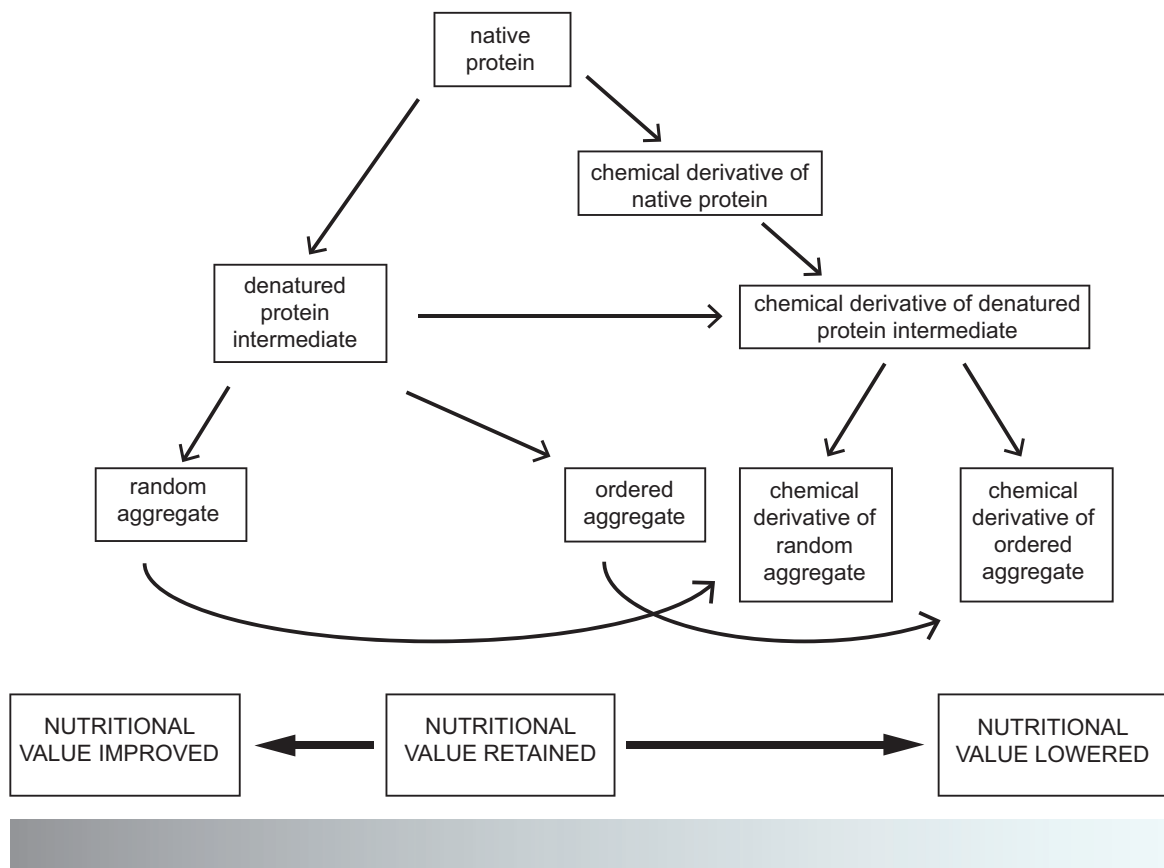 native
protein
chemical derivative of
native protein
denatured
protein
intermediate
chemical derivative of denatured
protein intermediate
random
aggregate
ordered
aggregate
chemical
derivative of
random
aggregate
chemical
derivative of
ordered
aggregate
NUTRITIONAL
VALUE IMPROVED
NUTRITIONAL
VALUE RETAINED
NUTRITIONAL
VALUE LOWERED